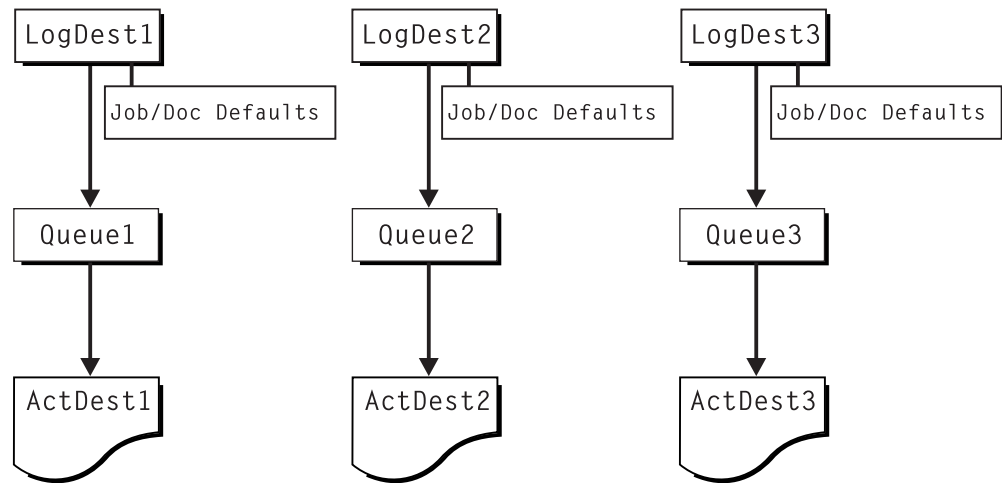 LogDest1
LogDest2
LogDest3
Job/Doc Defaults
Job/Doc Defaults
Job/Doc Defaults
Queue1
Queue2
Queue3
ActDest1
ActDest2
ActDest3